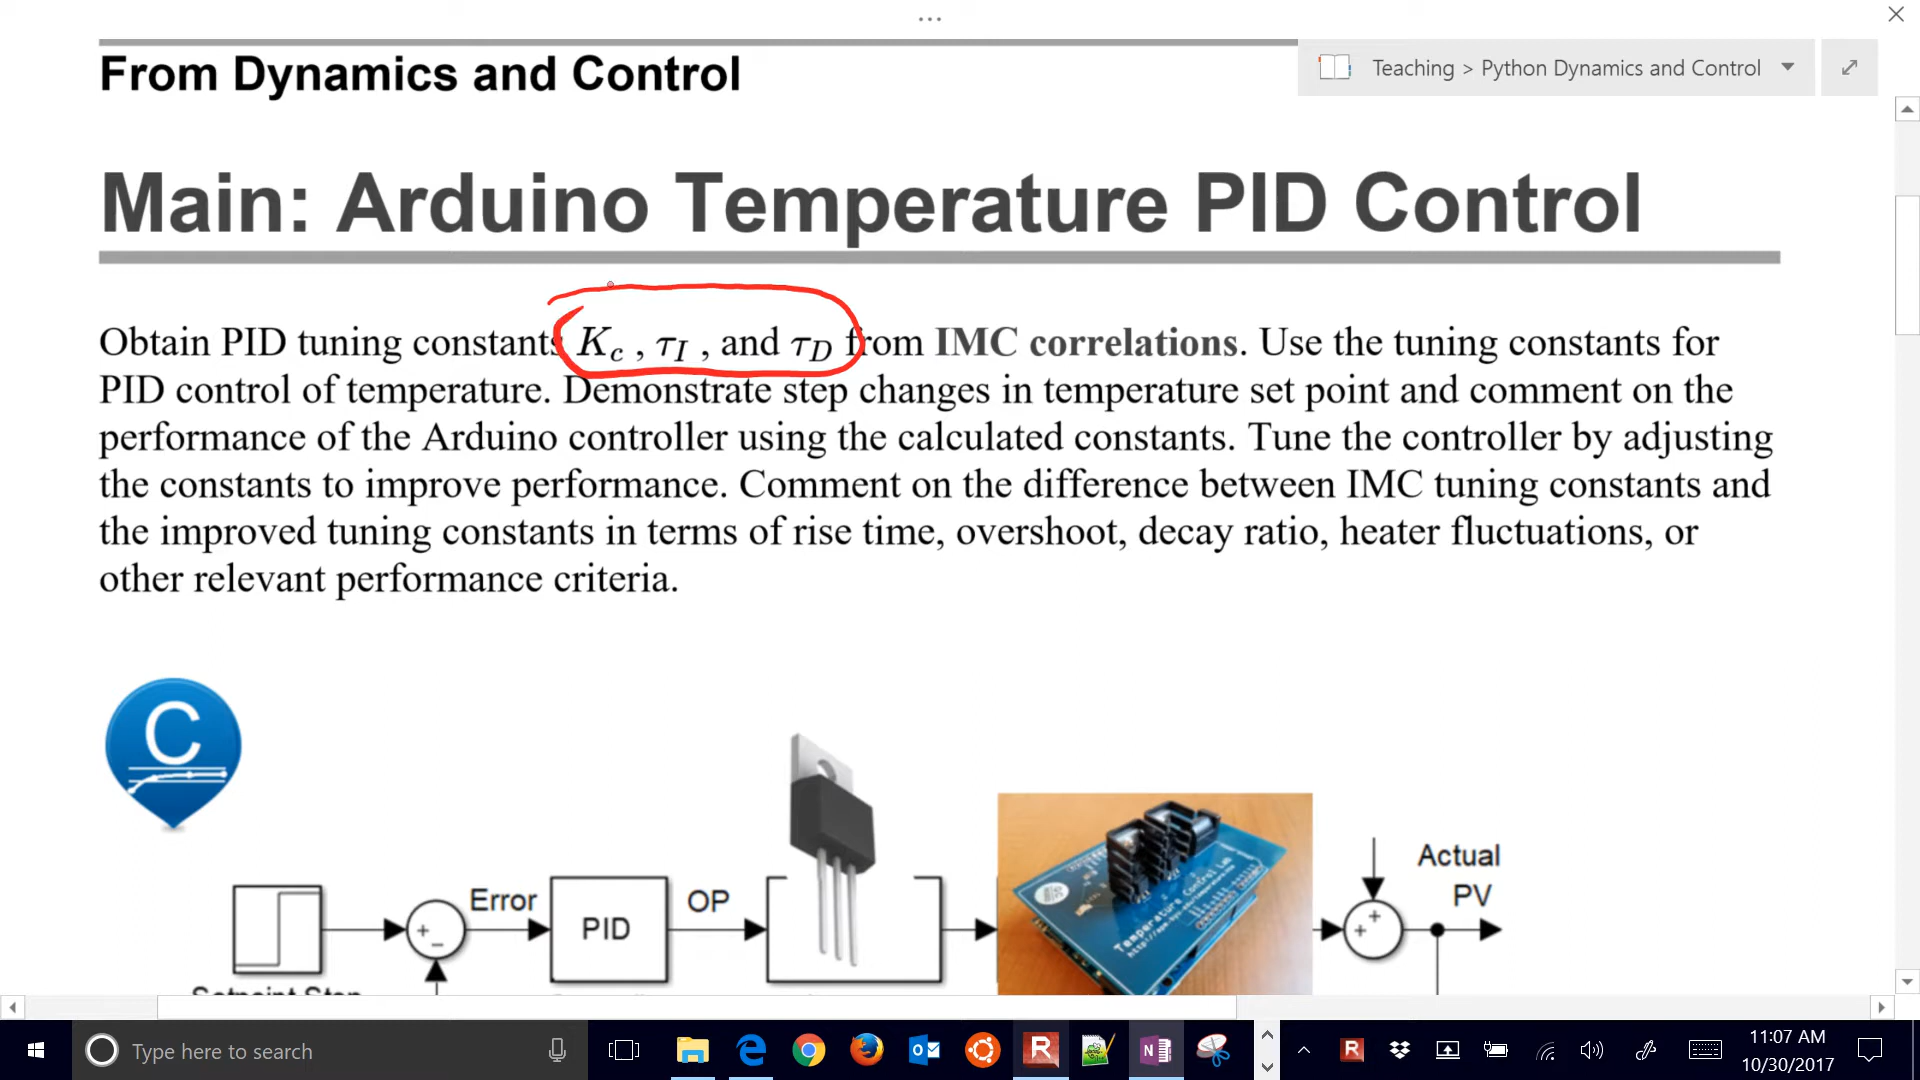 ...
From Dynamics and Control
Teaching > Python Dynamics and Control
Main: Arduino Temperature PID Control
Obtain PID tuning constants K_c , τ_I , and τ_D from IMC correlations. Use the tuning constants for
PID control of temperature. Demonstrate step changes in temperature set point and comment on the
performance of the Arduino controller using the calculated constants. Tune the controller by adjusting
the constants to improve performance. Comment on the difference between IMC tuning constants and
the improved tuning constants in terms of rise time, overshoot, decay ratio, heater fluctuations, or
other relevant performance criteria.
C
Error
PID
OP
Temperature Control Lab
Actual
PV
+
−
+
+
Setpoint Step
Type here to search
R
N
R
11:07 AM
10/30/2017